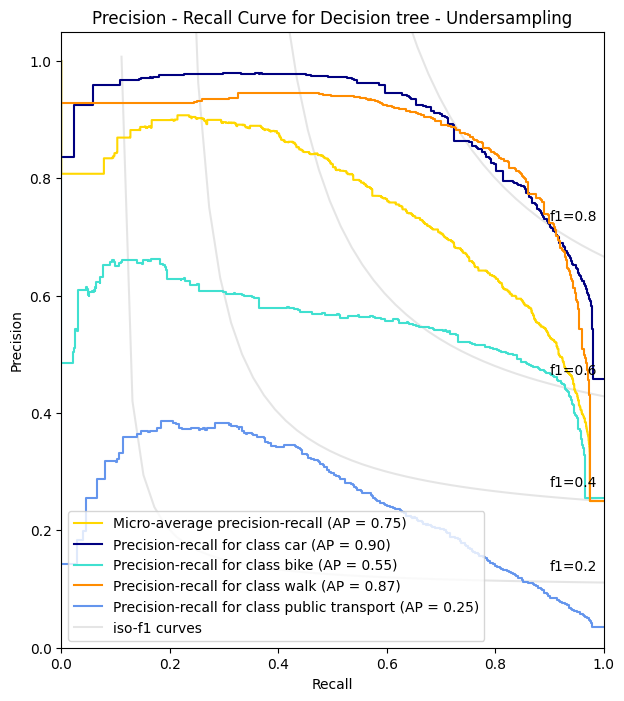 Precision - Recall Curve for Decision tree - Undersampling
1.0
0.8
0.6
0.4
0.2
0.0
Precision
f1=0.8
f1=0.6
f1=0.4
f1=0.2
Micro-average precision-recall (AP = 0.75)
Precision-recall for class car (AP = 0.90)
Precision-recall for class bike (AP = 0.55)
Precision-recall for class walk (AP = 0.87)
Precision-recall for class public transport (AP = 0.25)
iso-f1 curves
0.0 0.2 0.4 0.6 0.8 1.0
Recall